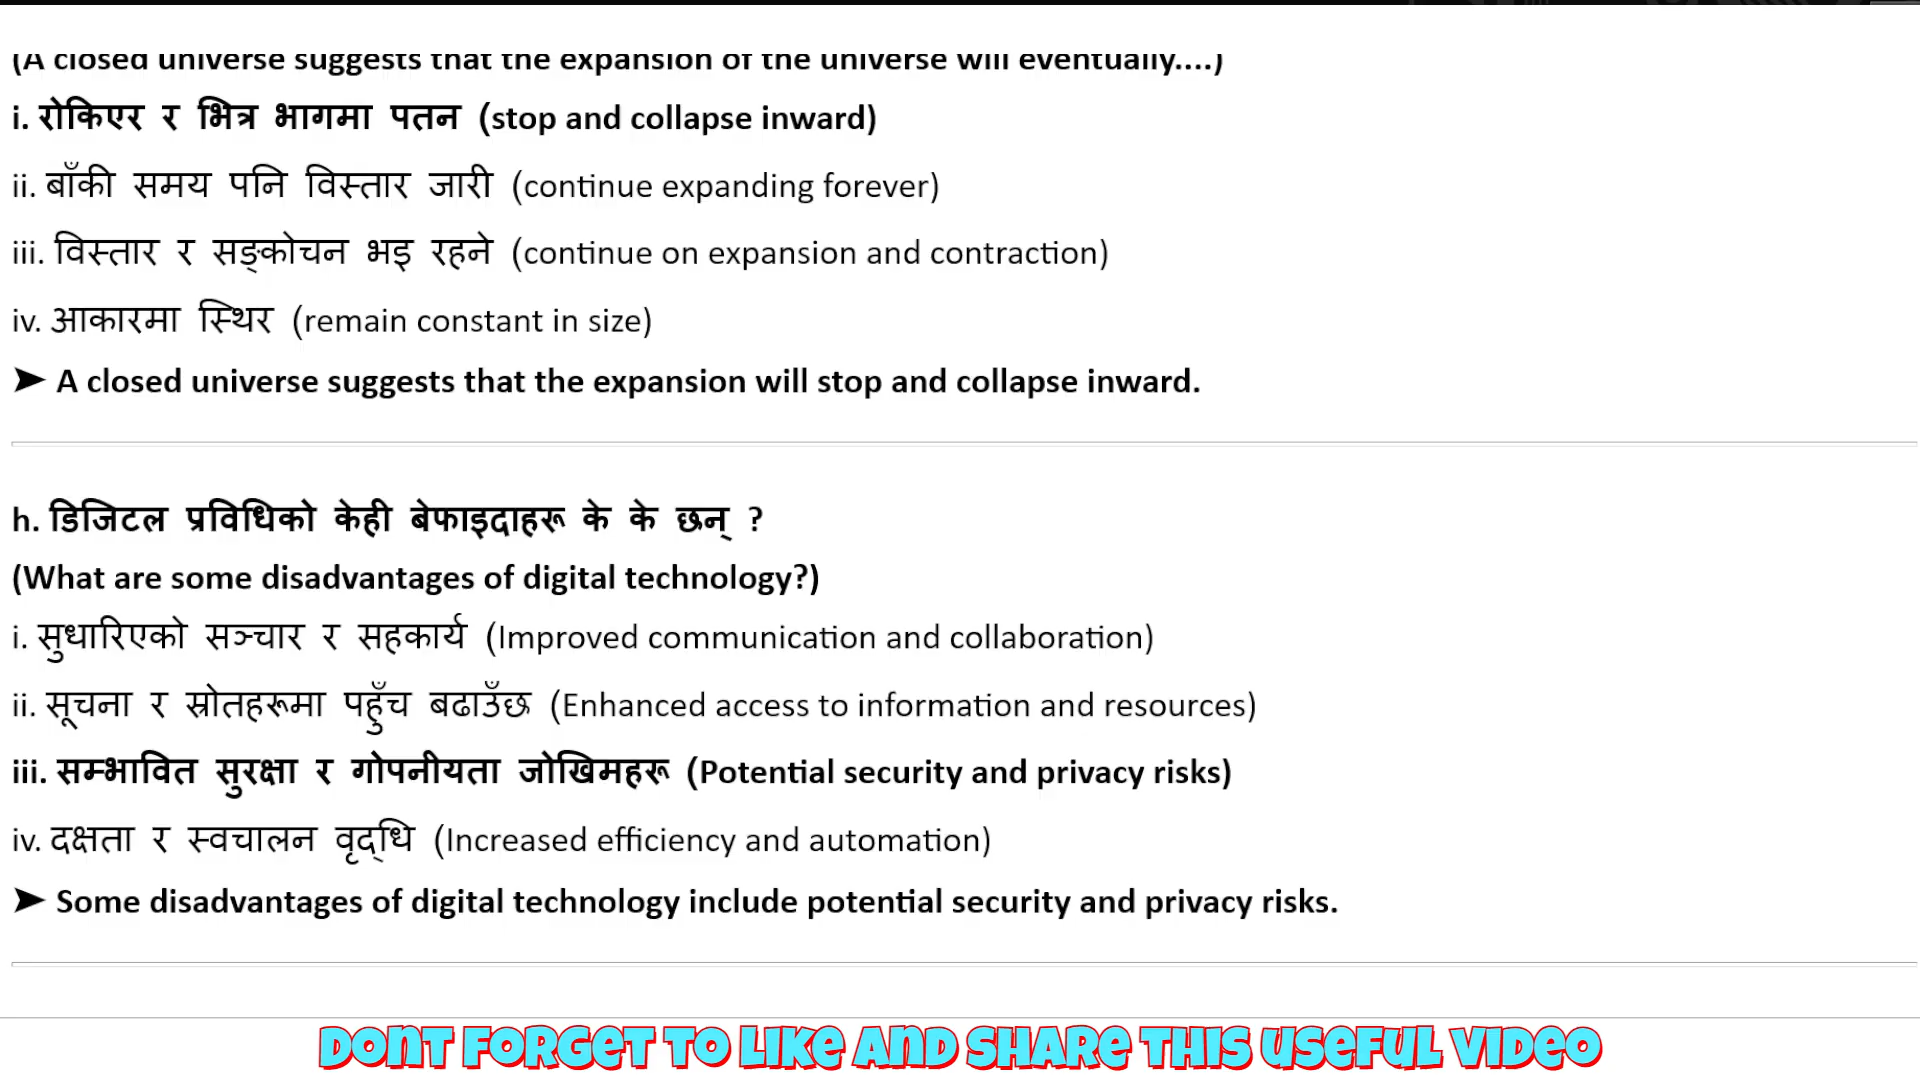 (A closed universe suggests that the expansion of the universe will eventually....)
i. रोकिएर र भित्र भागमा पतन (stop and collapse inward)
ii. बाँकी समय पनि विस्तार जारी (continue expanding forever)
iii. विस्तार र सङ्कोचन भइ रहने (continue on expansion and contraction)
iv. आकारमा स्थिर (remain constant in size)
➤ A closed universe suggests that the expansion will stop and collapse inward.
h. डिजिटल प्रविधिको केही बेफाइदाहरू के के छन् ?
(What are some disadvantages of digital technology?)
i. सुधारिएको सञ्चार र सहकार्य (Improved communication and collaboration)
ii. सूचना र स्रोतहरूमा पहुँच बढाउँछ (Enhanced access to information and resources)
iii. सम्भावित सुरक्षा र गोपनीयता जोखिमहरू (Potential security and privacy risks)
iv. दक्षता र स्वचालन वृद्धि (Increased efficiency and automation)
➤ Some disadvantages of digital technology include potential security and privacy risks.
DONT FORGET TO LIKE AND SHARE THIS USEFUL VIDEO